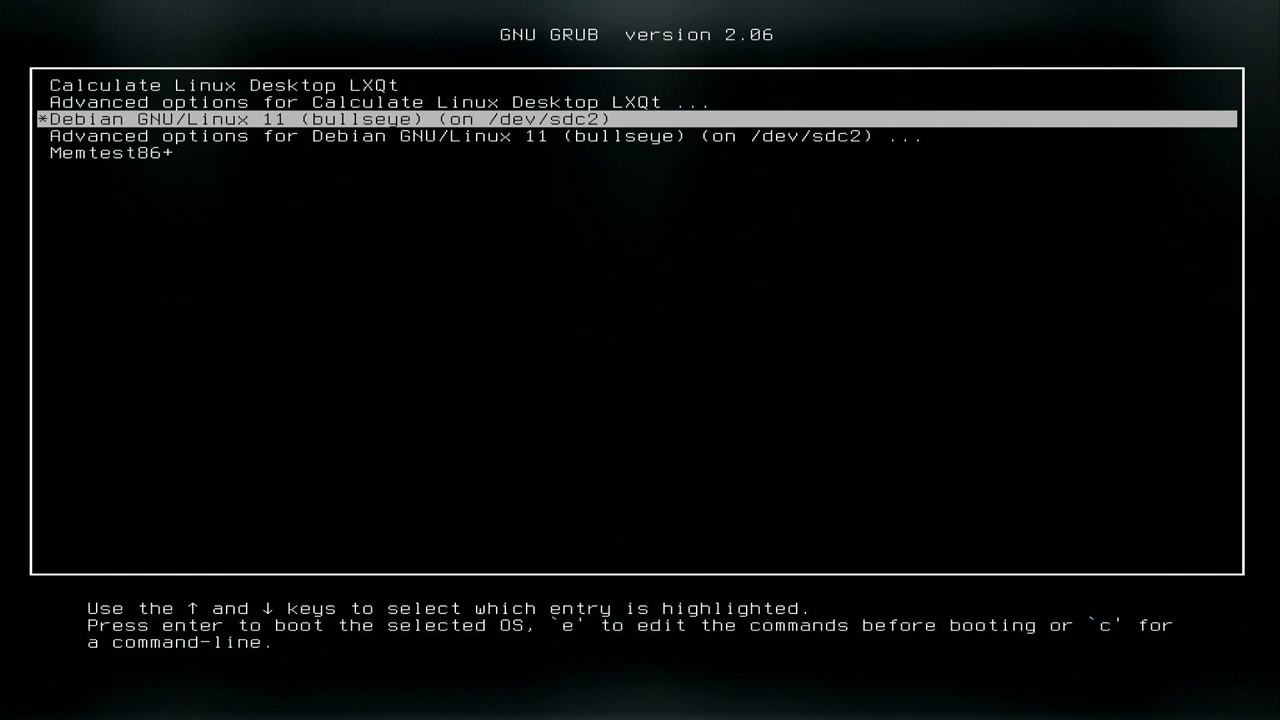 GNU GRUB  version 2.06
Calculate Linux Desktop LXQt
Advanced options for Calculate Linux Desktop LXQt ...
*Debian GNU/Linux 11 (bullseye) (on /dev/sdc2)
Advanced options for Debian GNU/Linux 11 (bullseye) (on /dev/sdc2) ...
Memtest86+
Use the ↑ and ↓ keys to select which entry is highlighted.
Press enter to boot the selected OS, `e' to edit the commands before booting or `c' for
a command-line.